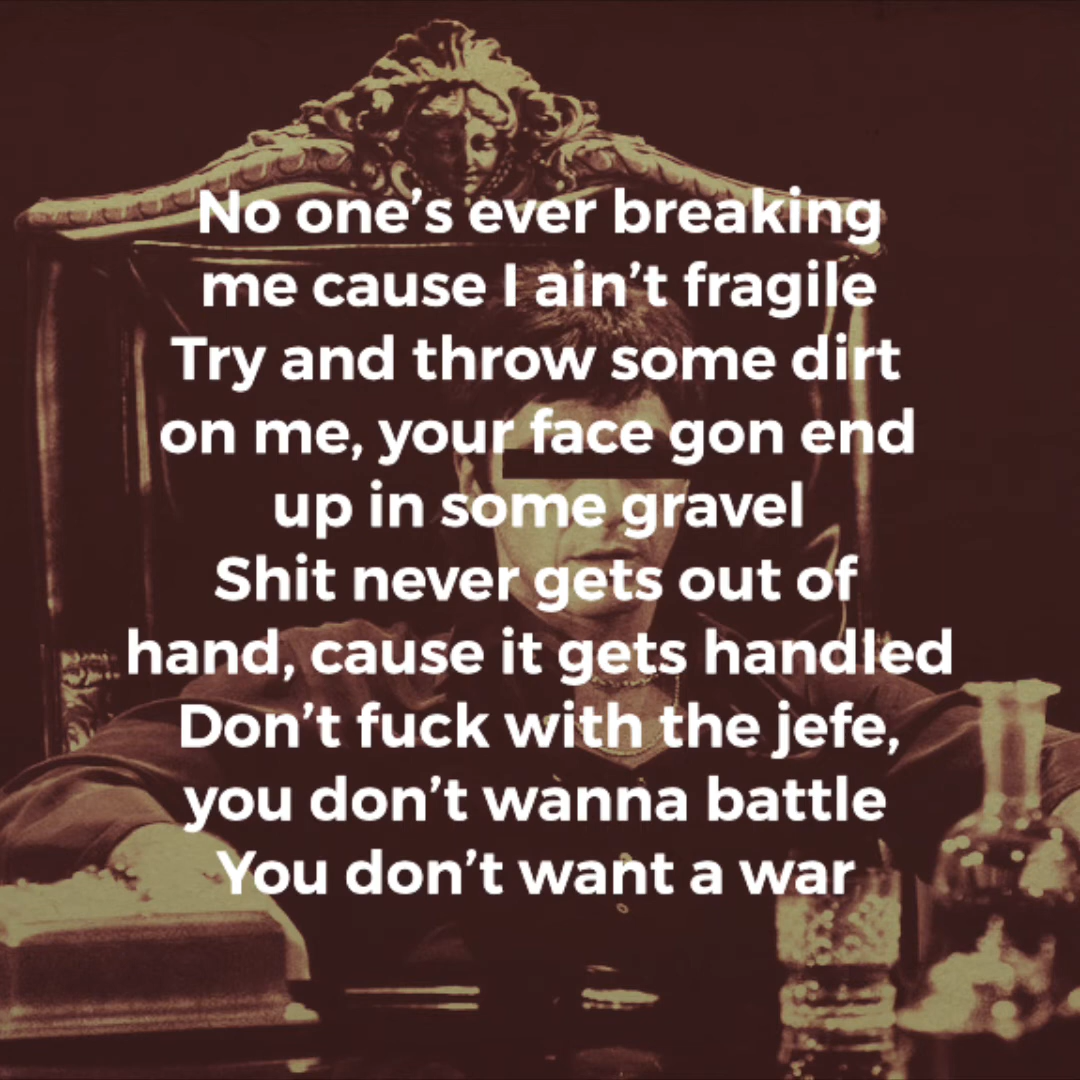 No one’s ever breaking
me cause I ain’t fragile
Try and throw some dirt
on me, your face gon end
up in some gravel
Shit never gets out of
hand, cause it gets handled
Don’t fuck with the jefe,
you don’t wanna battle
You don’t want a war